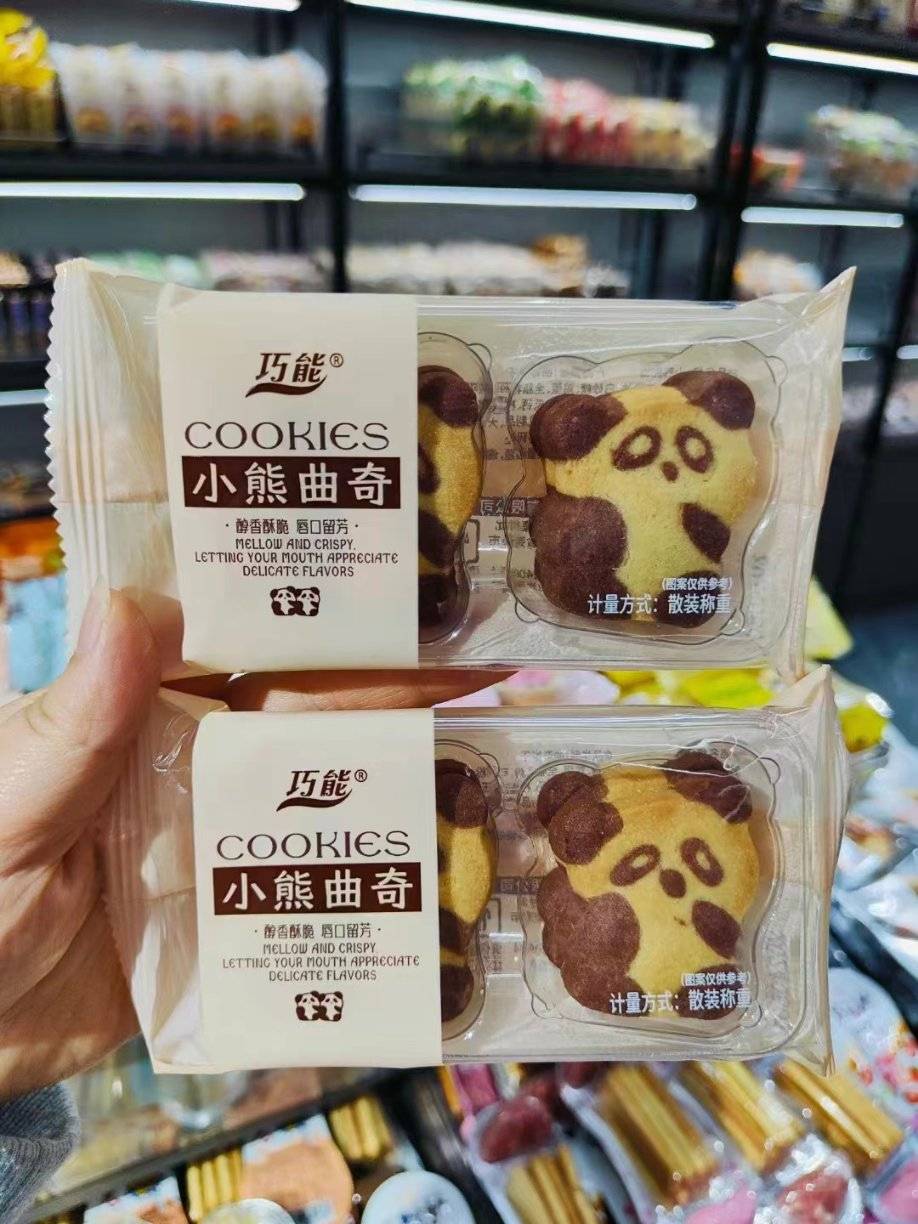 巧能®
COOKIES
小熊曲奇
·醇香酥脆 唇口留芳·
MELLOW AND CRISPY,
LETTING YOUR MOUTH APPRECIATE
DELICATE FLAVORS
(图案仅供参考)
计量方式：散装称重
巧能®
COOKIES
小熊曲奇
·醇香酥脆 唇口留芳·
MELLOW AND CRISPY,
LETTING YOUR MOUTH APPRECIATE
DELICATE FLAVORS
(图案仅供参考)
计量方式：散装称重